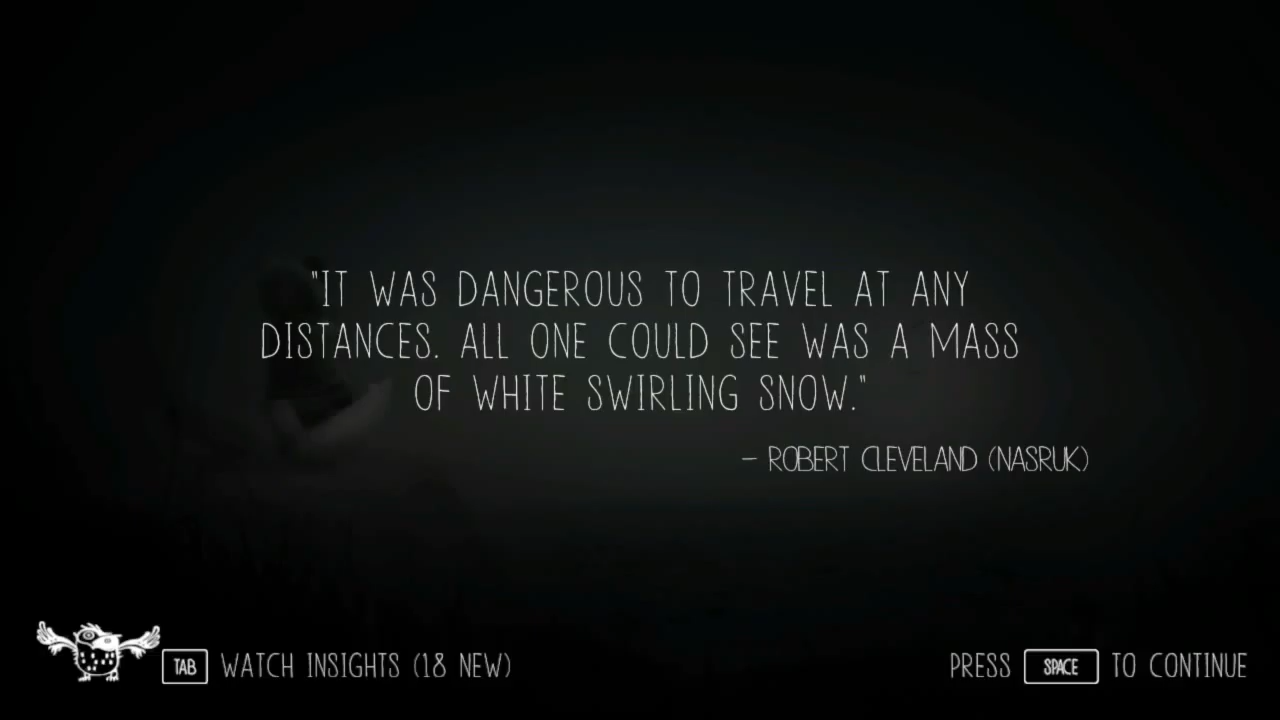 "IT WAS DANGEROUS TO TRAVEL AT ANY
DISTANCES. ALL ONE COULD SEE WAS A MASS
OF WHITE SWIRLING SNOW."
— ROBERT CLEVELAND (NASRUK)
TAB WATCH INSIGHTS (18 NEW)
PRESS SPACE TO CONTINUE